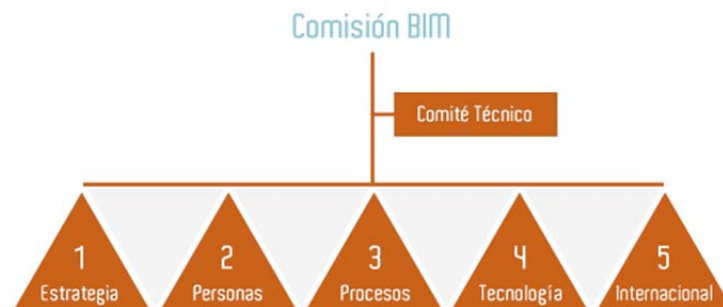 Comisión BIM
Comité Técnico
1
Estrategia
2
Personas
3
Procesos
4
Tecnología
5
Internacional